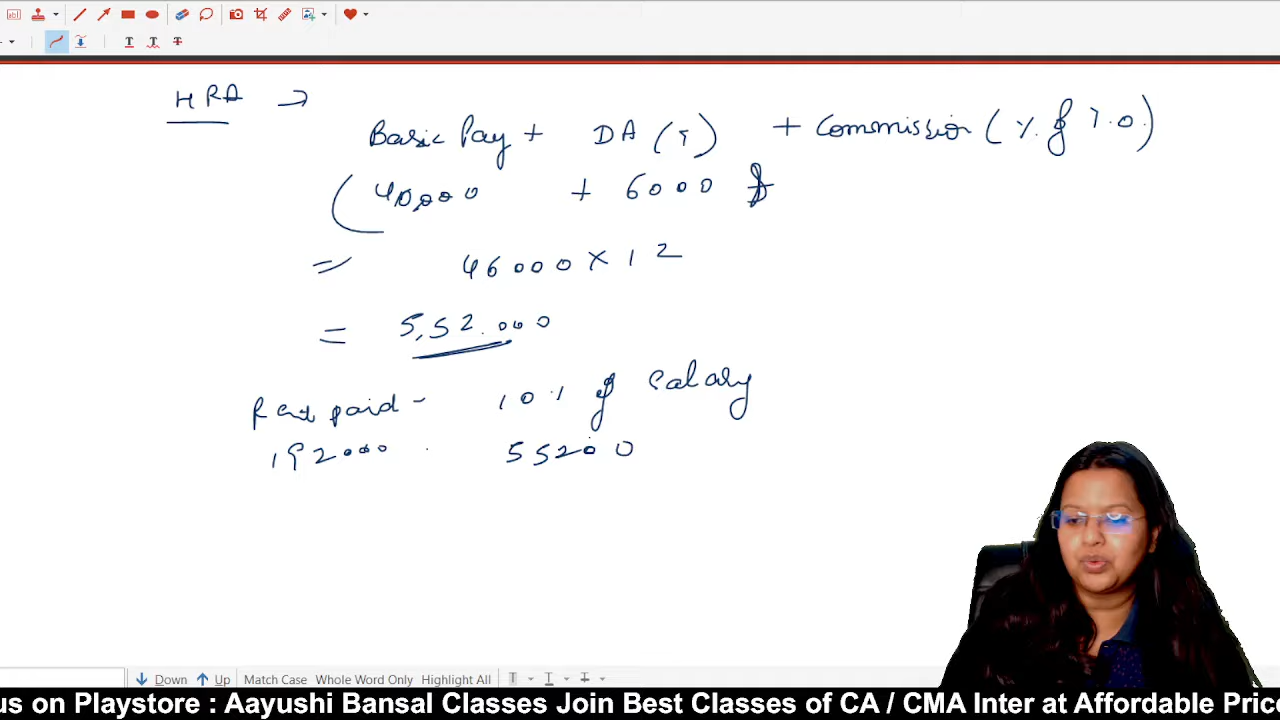 HRA →
Basic Pay + DA (T) + Commission (% of T.O.)
(40,000 + 6000
= 46000 × 12
= 5,52,000
Rent paid - 10% of salary
192000 - 55200
Down Up Match Case Whole Word Only Highlight All
us on Playstore : Aayushi Bansal Classes Join Best Classes of CA / CMA Inter at Affordable Price